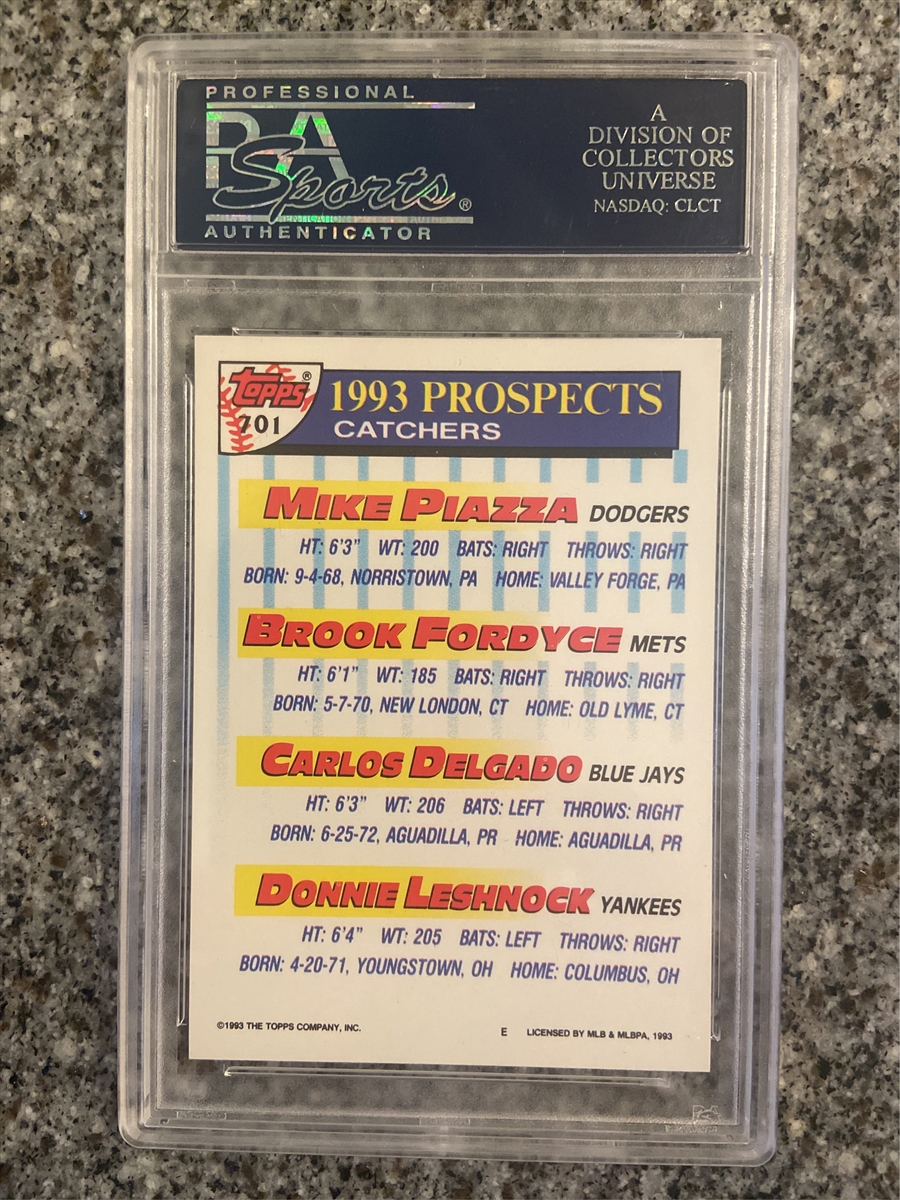 PROFESSIONAL
PSA
Sports®
AUTHENTICATOR
A
DIVISION OF
COLLECTORS
UNIVERSE
NASDAQ: CLCT
TOPPS®
701
1993 PROSPECTS
CATCHERS
MIKE PIAZZA DODGERS
HT: 6'3" WT: 200 BATS: RIGHT THROWS: RIGHT
BORN: 9-4-68, NORRISTOWN, PA HOME: VALLEY FORGE, PA
BROOK FORDYCE METS
HT: 6'1" WT: 185 BATS: RIGHT THROWS: RIGHT
BORN: 5-7-70, NEW LONDON, CT HOME: OLD LYME, CT
CARLOS DELGADO BLUE JAYS
HT: 6'3" WT: 206 BATS: LEFT THROWS: RIGHT
BORN: 6-25-72, AGUADILLA, PR HOME: AGUADILLA, PR
DONNIE LESHNOCK YANKEES
HT: 6'4" WT: 205 BATS: LEFT THROWS: RIGHT
BORN: 4-20-71, YOUNGSTOWN, OH HOME: COLUMBUS, OH
©1993 THE TOPPS COMPANY, INC. E LICENSED BY MLB & MLBPA, 1993